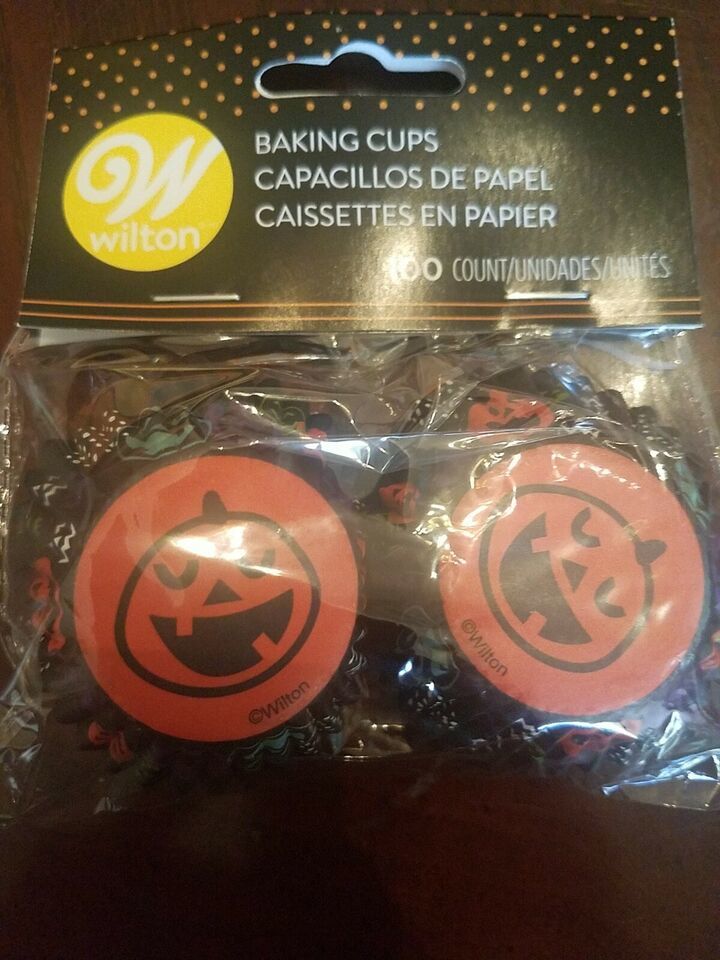 W
wilton
BAKING CUPS
CAPACILLOS DE PAPEL
CAISSETTES EN PAPIER
100 COUNT/UNIDADES/UNITÉS
©Wilton
©Wilton